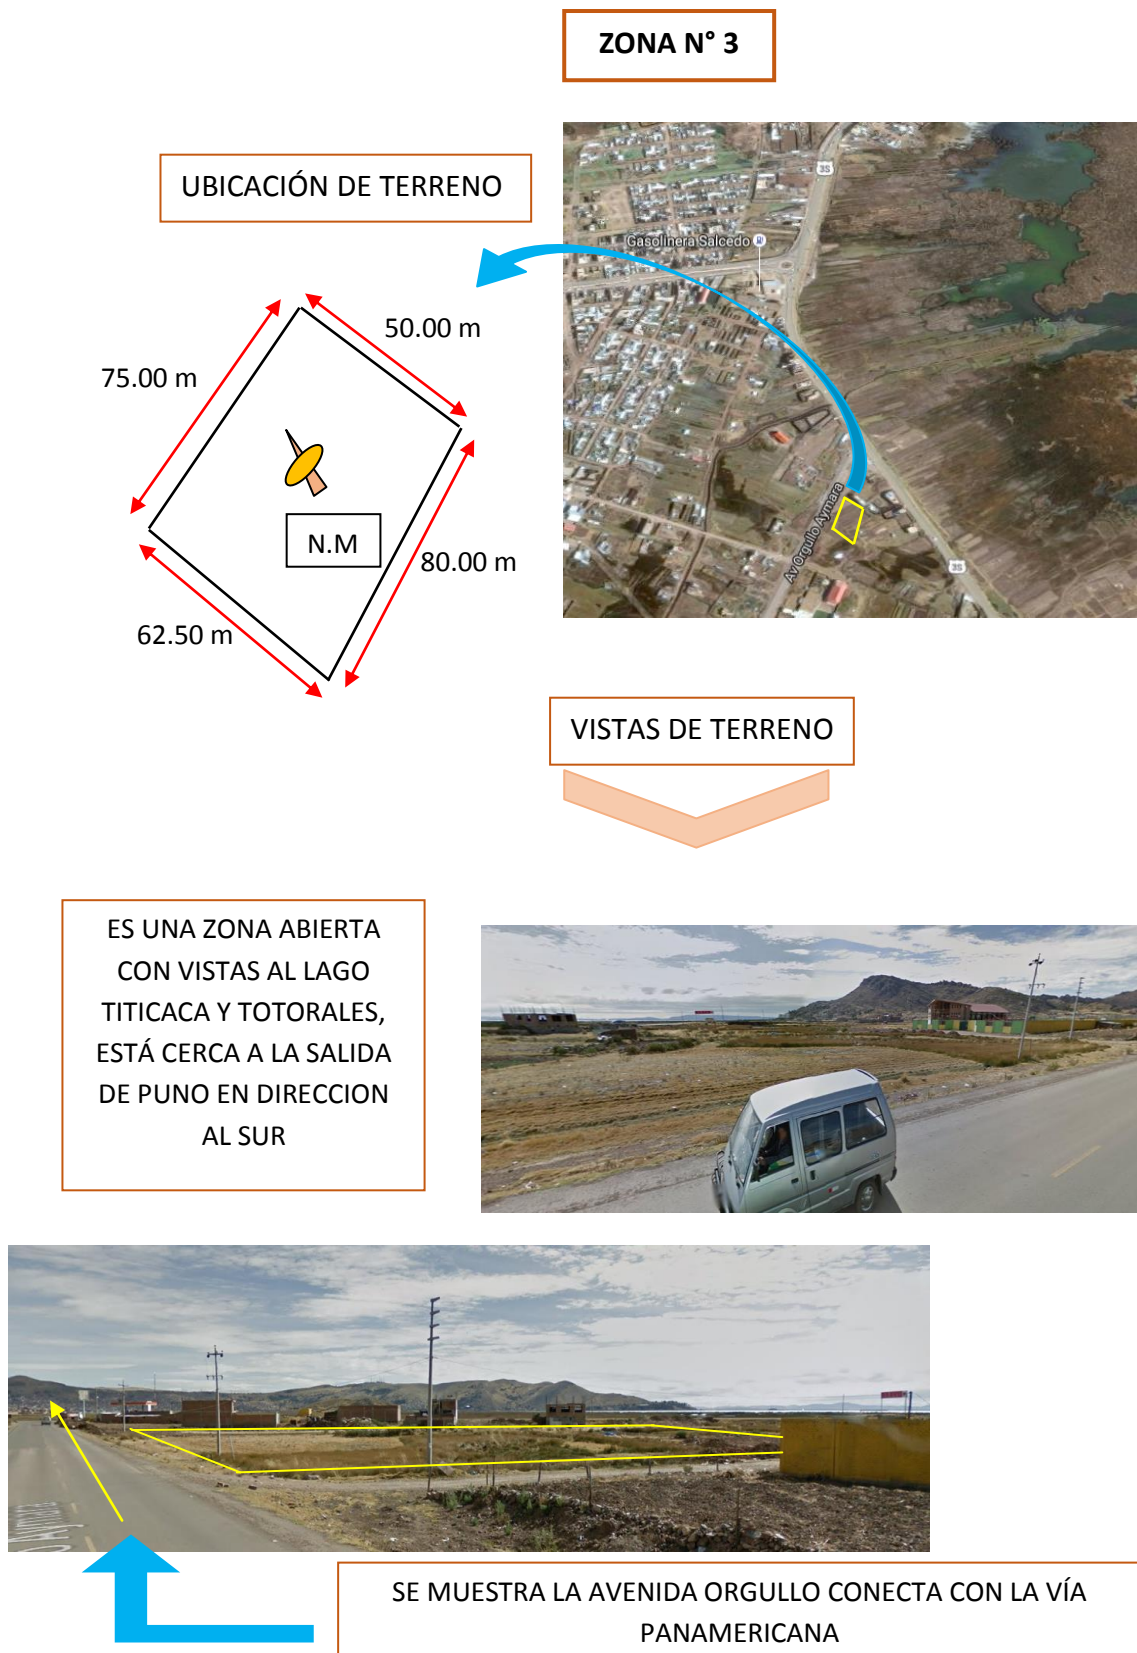 ZONA N° 3
UBICACIÓN DE TERRENO
35
Gasolinera Salcedo
50.00 m
75.00 m
N.M
80.00 m
62.50 m
Av Orgullo Aymara
35
VISTAS DE TERRENO
ES UNA ZONA ABIERTA
CON VISTAS AL LAGO
TITICACA Y TOTORALES,
ESTÁ CERCA A LA SALIDA
DE PUNO EN DIRECCION
AL SUR
Aymara
SE MUESTRA LA AVENIDA ORGULLO CONECTA CON LA VÍA
PANAMERICANA